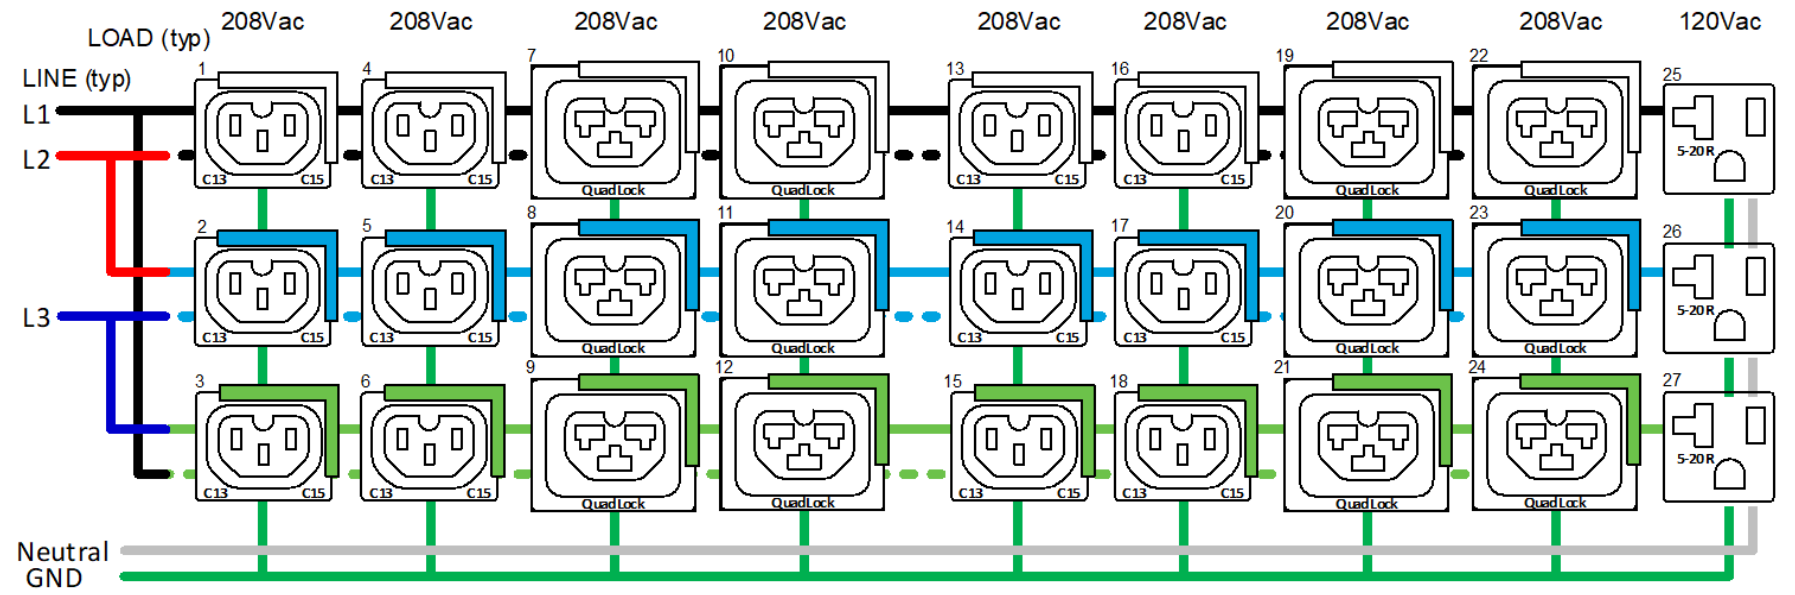 208Vac 208Vac 208Vac 208Vac 208Vac 208Vac 208Vac 208Vac 120Vac
LOAD (typ)
LINE (typ)
1 4 7 10 13 16 19 22 25
L1
L2
5-20R
C13 C15 C13 C15 QuadLock QuadLock C13 C15 C13 C15 QuadLock QuadLock
2 5 8 11 14 17 20 23 26
L3
5-20R
C13 C15 C13 C15 QuadLock QuadLock C13 C15 C13 C15 QuadLock QuadLock
3 6 9 12 15 18 21 24 27
5-20R
C13 C15 C13 C15 QuadLock QuadLock C13 C15 C13 C15 QuadLock QuadLock
Neutral
GND